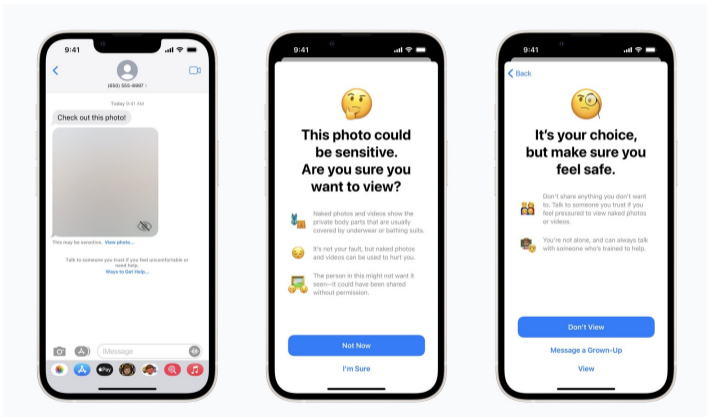 9:41
(650) 555-8997 ›
Today 9:41 AM
Check out this photo!
This may be sensitive. View photo...
Talk to someone you trust if you feel uncomfortable or
need help.
Ways to Get Help...
iMessage
Pay
9:41
This photo could
be sensitive.
Are you sure you
want to view?
Naked photos and videos show the
private body parts that are usually
covered by underwear or bathing suits.
It's not your fault, but naked photos
and videos can be used to hurt you.
The person in this might not want it
seen—it could have been shared
without permission.
Not Now
I'm Sure
9:41
Back
It's your choice,
but make sure you
feel safe.
Don't share anything you don't want
to. Talk to someone you trust if you
feel pressured to view naked photos
or videos.
You're not alone, and can always talk
with someone who's trained to help.
Don't View
Message a Grown-Up
View